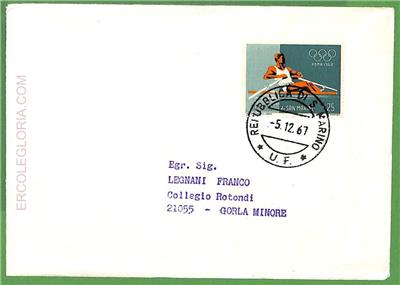 ERCOLEGLORIA.COM
ROMA 1960
R. SAN MARINO
25
REPUBBLICA DI S. MARINO
-5.12.67
U.F.
Egr. Sig.
LEGNANI FRANCO
Collegio Rotondi
21055 - GORLA MINORE